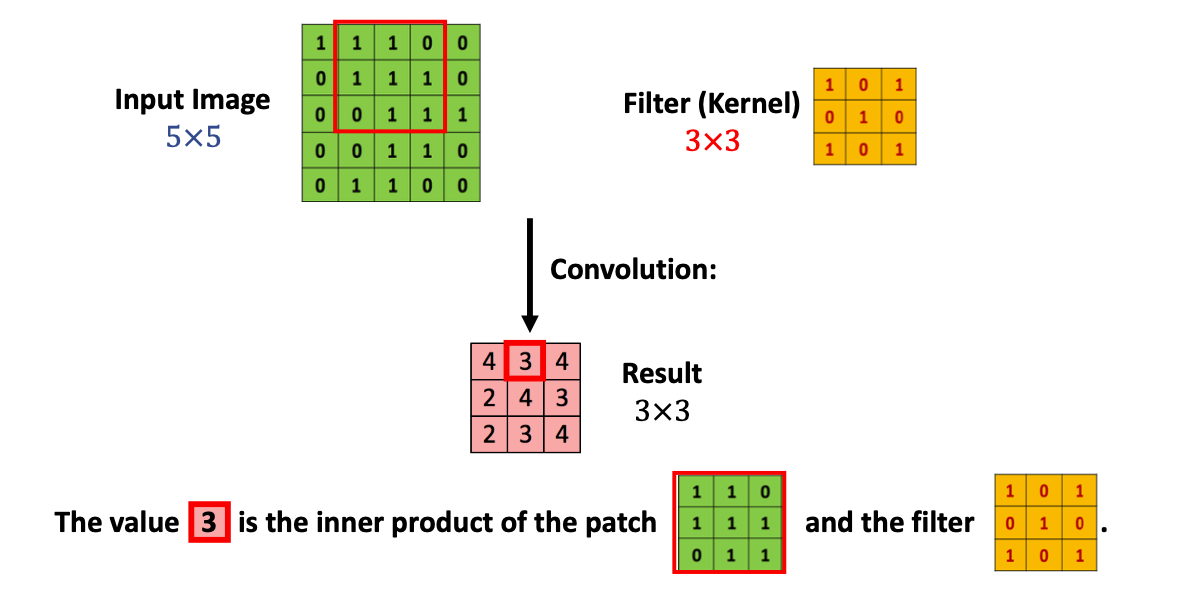 Input Image
5×5
1 1 1 0 0
0 1 1 1 0
0 0 1 1 1
0 0 1 1 0
0 1 1 0 0
Filter (Kernel)
3×3
1 0 1
0 1 0
1 0 1
Convolution:
4 3 4
2 4 3
2 3 4
Result
3×3
The value 3 is the inner product of the patch
1 1 0
1 1 1
0 1 1
and the filter
1 0 1
0 1 0
1 0 1
.